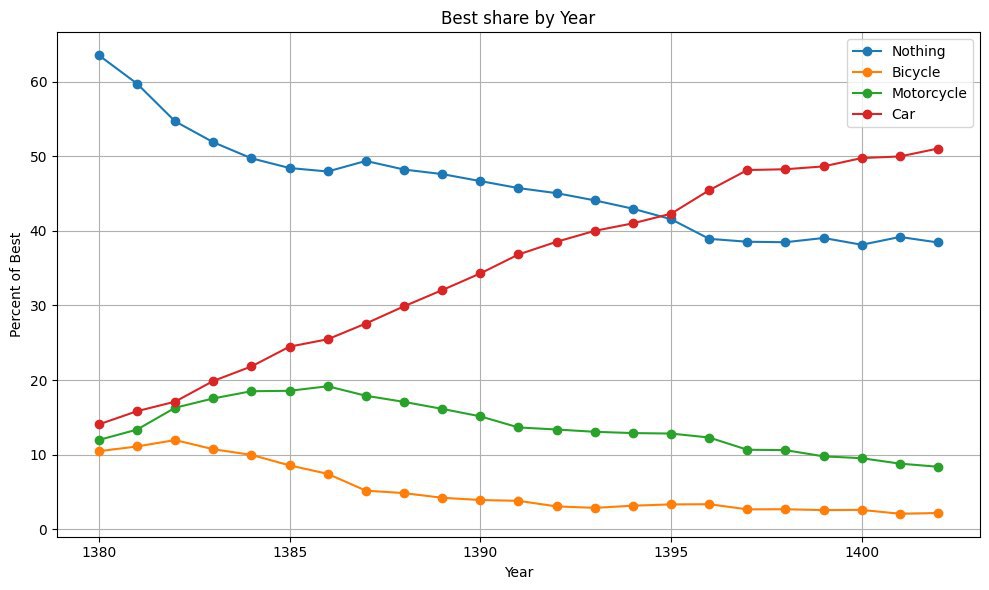 Best share by Year
Nothing
Bicycle
Motorcycle
Car
Percent of Best
60
50
40
30
20
10
0
1380 1385 1390 1395 1400
Year